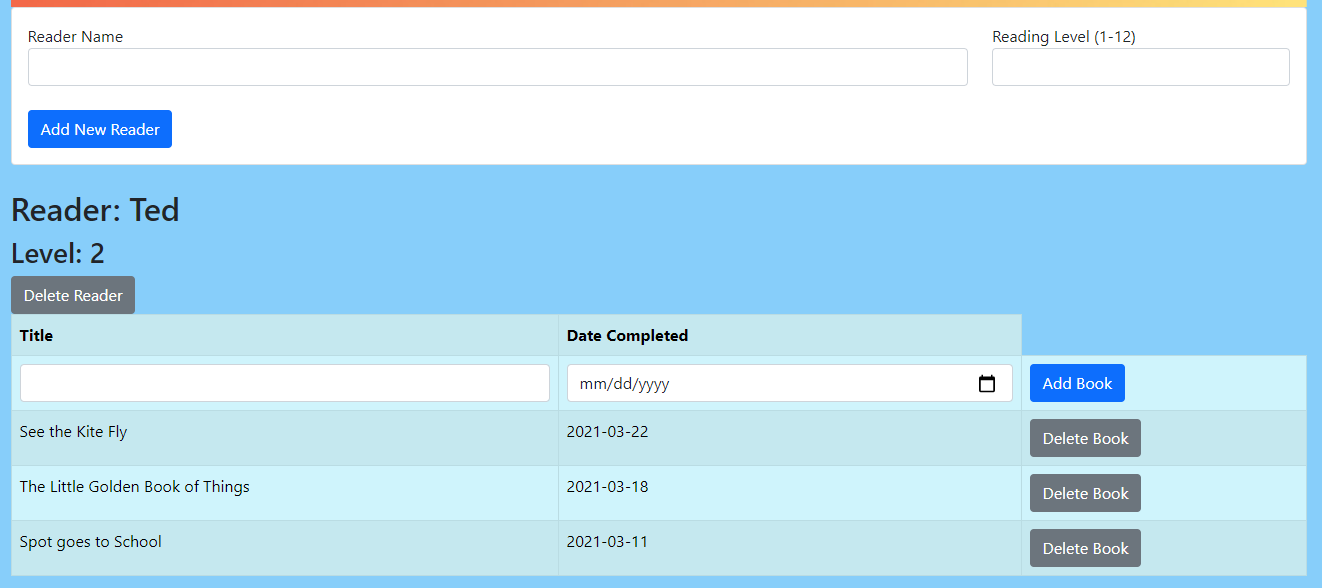 Reader Name Reading Level (1-12)
Add New Reader
Reader: Ted
Level: 2
Delete Reader
Title Date Completed
mm/dd/yyyy Add Book
See the Kite Fly 2021-03-22 Delete Book
The Little Golden Book of Things 2021-03-18 Delete Book
Spot goes to School 2021-03-11 Delete Book